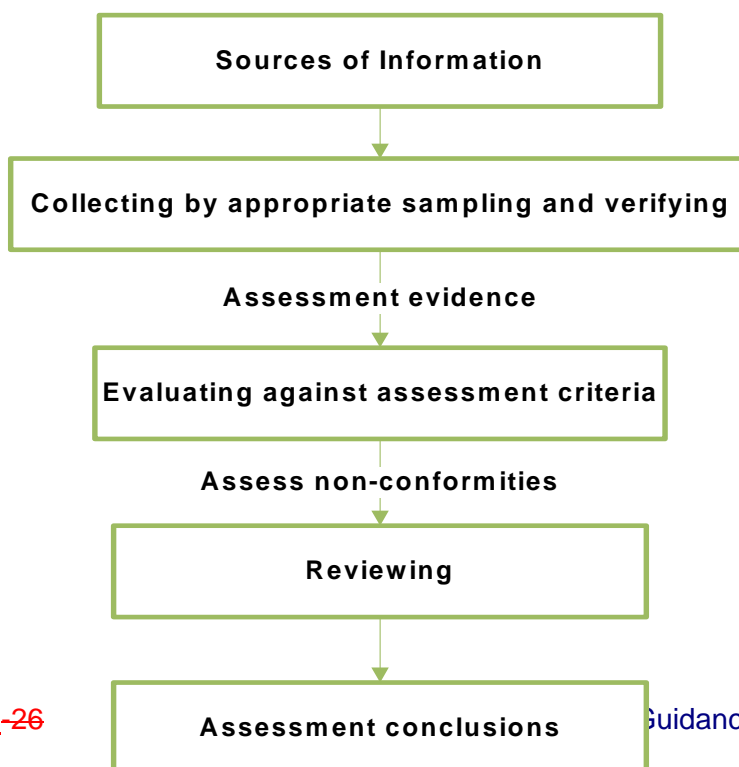 Sources of Information
Collecting by appropriate sampling and verifying
Assessment evidence
Evaluating against assessment criteria
Assess non-conformities
Reviewing
-26
Assessment conclusions